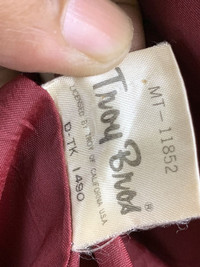 MT-11852
Troy Bros ®
LICENSED BY TROY OF CALIFORNIA U.S.A.
D-TK 1490